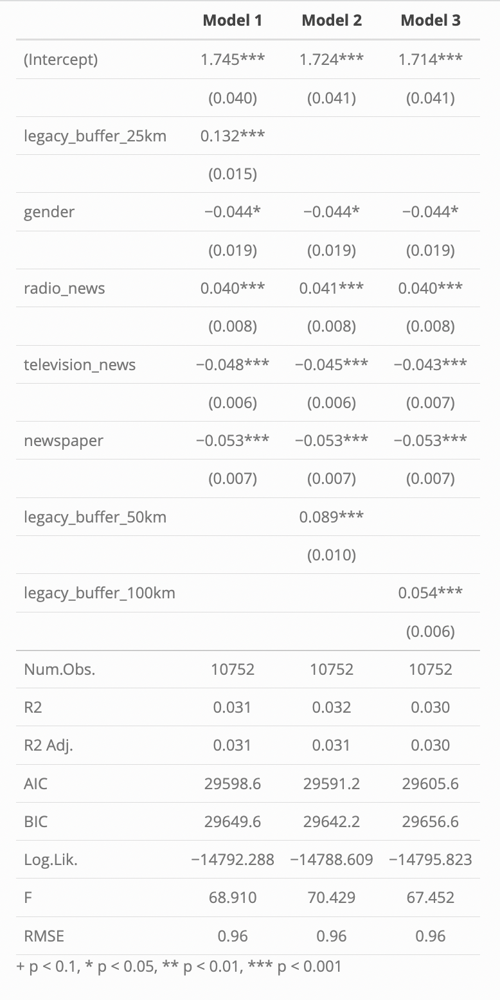 Model 1 Model 2 Model 3
(Intercept) 1.745*** 1.724*** 1.714***
(0.040) (0.041) (0.041)
legacy_buffer_25km 0.132***
(0.015)
gender −0.044* −0.044* −0.044*
(0.019) (0.019) (0.019)
radio_news 0.040*** 0.041*** 0.040***
(0.008) (0.008) (0.008)
television_news −0.048*** −0.045*** −0.043***
(0.006) (0.006) (0.007)
newspaper −0.053*** −0.053*** −0.053***
(0.007) (0.007) (0.007)
legacy_buffer_50km 0.089***
(0.010)
legacy_buffer_100km 0.054***
(0.006)
Num.Obs. 10752 10752 10752
R2 0.031 0.032 0.030
R2 Adj. 0.031 0.031 0.030
AIC 29598.6 29591.2 29605.6
BIC 29649.6 29642.2 29656.6
Log.Lik. −14792.288 −14788.609 −14795.823
F 68.910 70.429 67.452
RMSE 0.96 0.96 0.96
+ p < 0.1, * p < 0.05, ** p < 0.01, *** p < 0.001